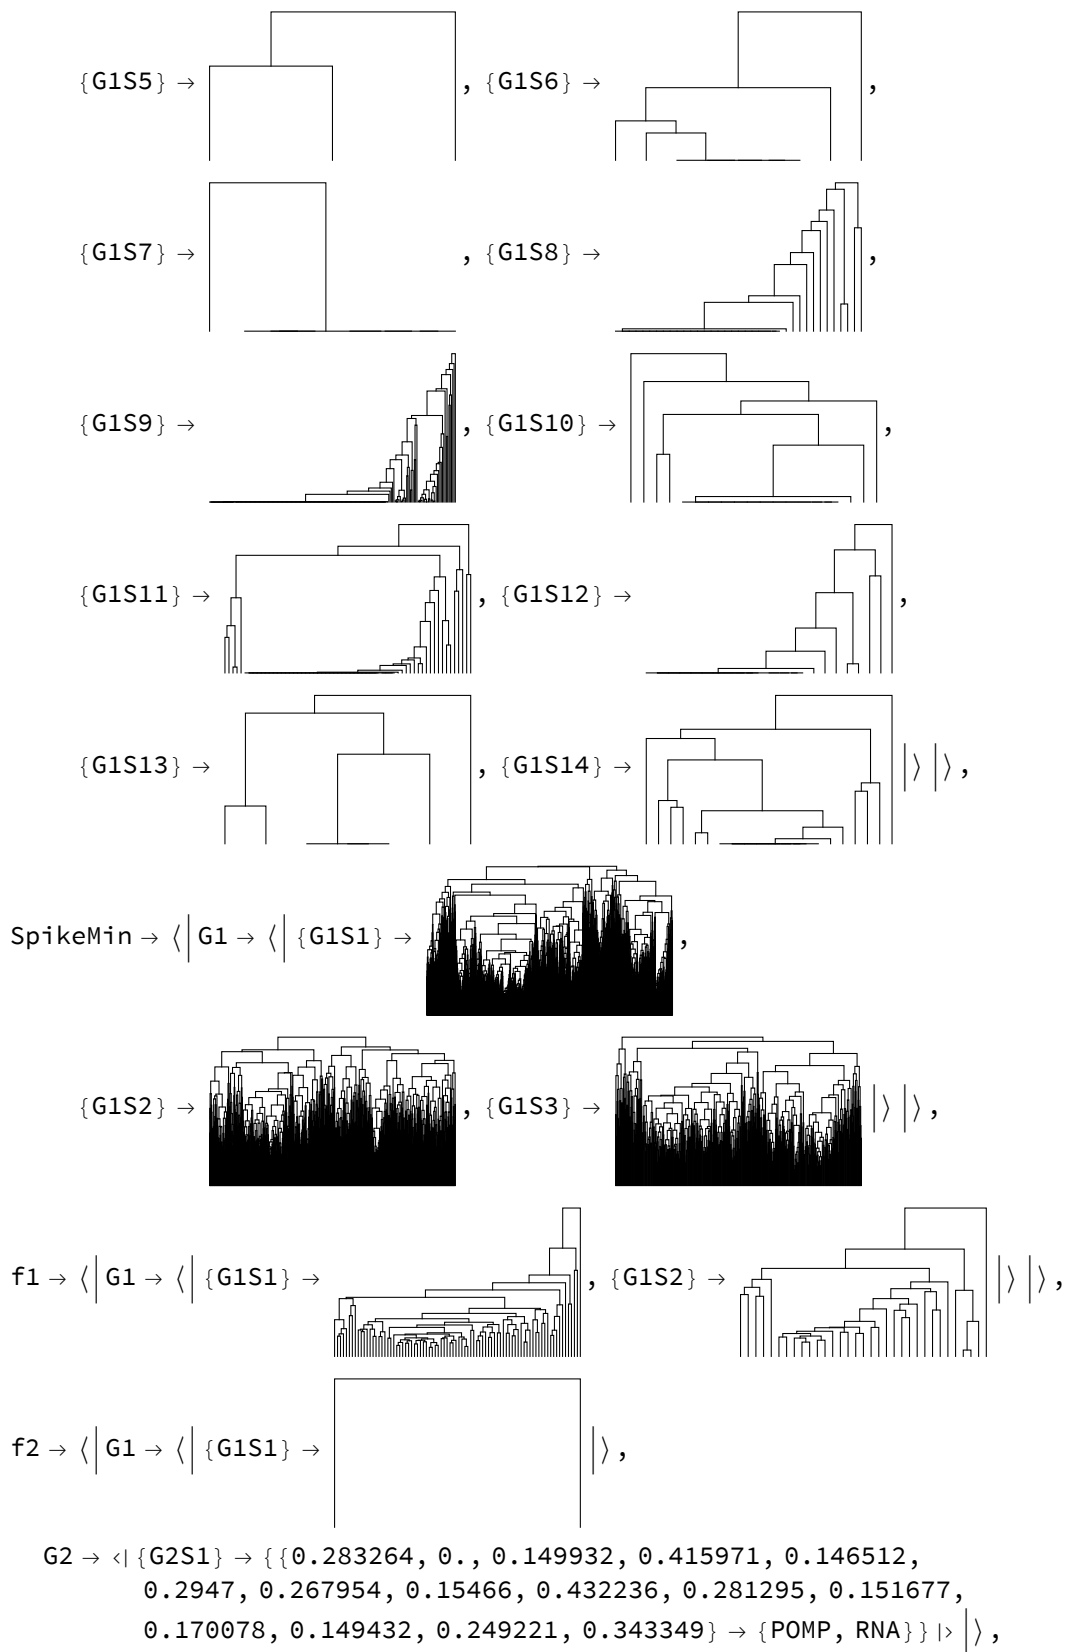 {G1S5} → , {G1S6} → ,
{G1S7} → , {G1S8} → ,
{G1S9} → , {G1S10} → ,
{G1S11} → , {G1S12} → ,
{G1S13} → , {G1S14} → |⟩ |⟩ ,
SpikeMin → ⟨| G1 → ⟨| {G1S1} → ,
{G1S2} → , {G1S3} → |⟩ |⟩ ,
f1 → ⟨| G1 → ⟨| {G1S1} → , {G1S2} → |⟩ |⟩ ,
f2 → ⟨| G1 → ⟨| {G1S1} → |⟩ ,
G2 → <| {G2S1} → {{0.283264, 0., 0.149932, 0.415971, 0.146512,
0.2947, 0.267954, 0.15466, 0.432236, 0.281295, 0.151677,
0.170078, 0.149432, 0.249221, 0.343349} → {POMP, RNA}} |> |⟩ ,